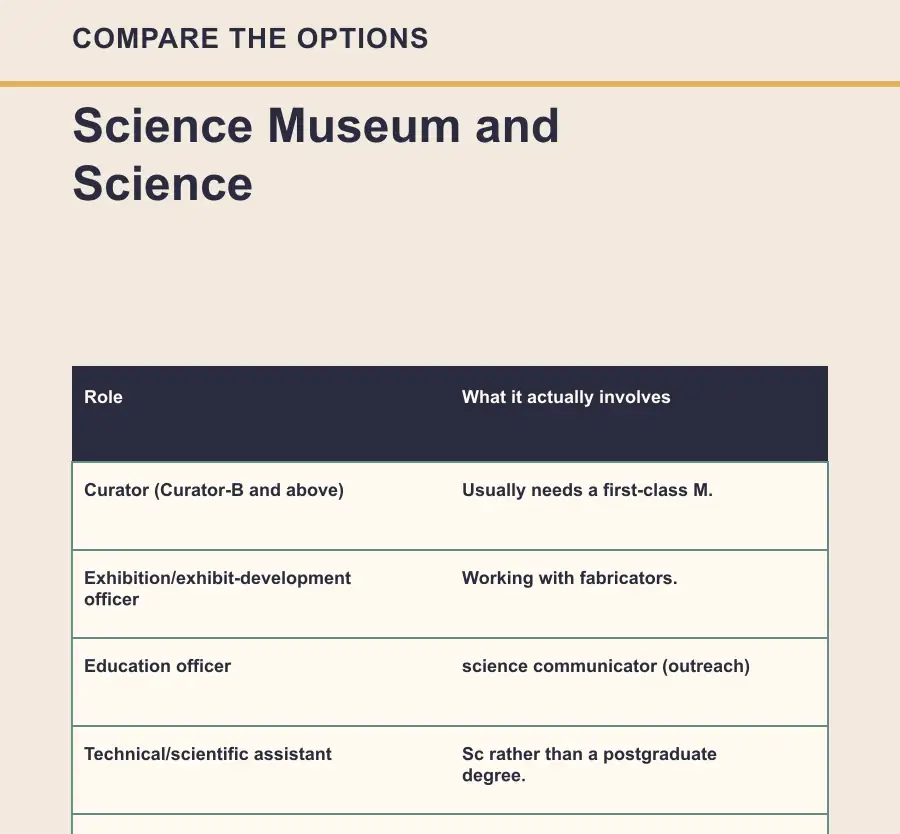 COMPARE THE OPTIONS
Science Museum and
Science
Role
What it actually involves
Curator (Curator-B and above)
Usually needs a first-class M.
Exhibition/exhibit-development
officer
Working with fabricators.
Education officer
science communicator (outreach)
Technical/scientific assistant
Sc rather than a postgraduate
degree.